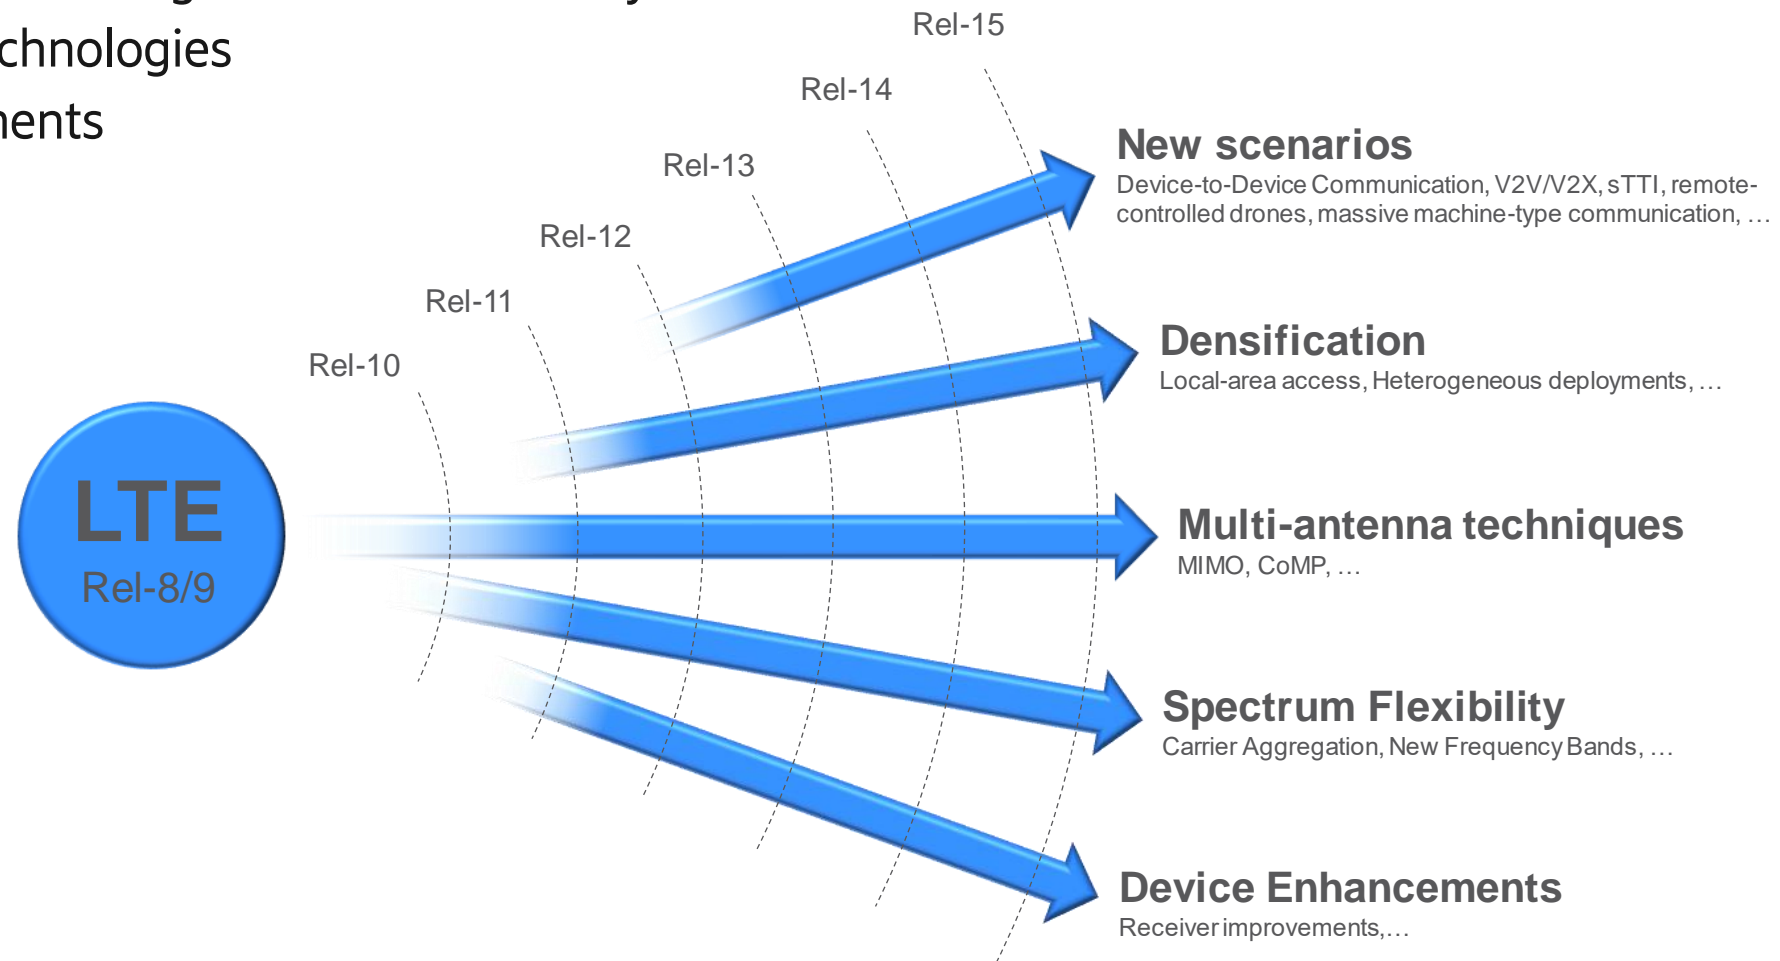 chnologies
nents
Rel-15
Rel-14
Rel-13
Rel-12
Rel-11
Rel-10
LTE
Rel-8/9
New scenarios
Device-to-Device Communication, V2V/V2X, sTTI, remote-
controlled drones, massive machine-type communication, …
Densification
Local-area access, Heterogeneous deployments, …
Multi-antenna techniques
MIMO, CoMP, …
Spectrum Flexibility
Carrier Aggregation, New Frequency Bands, …
Device Enhancements
Receiver improvements,…